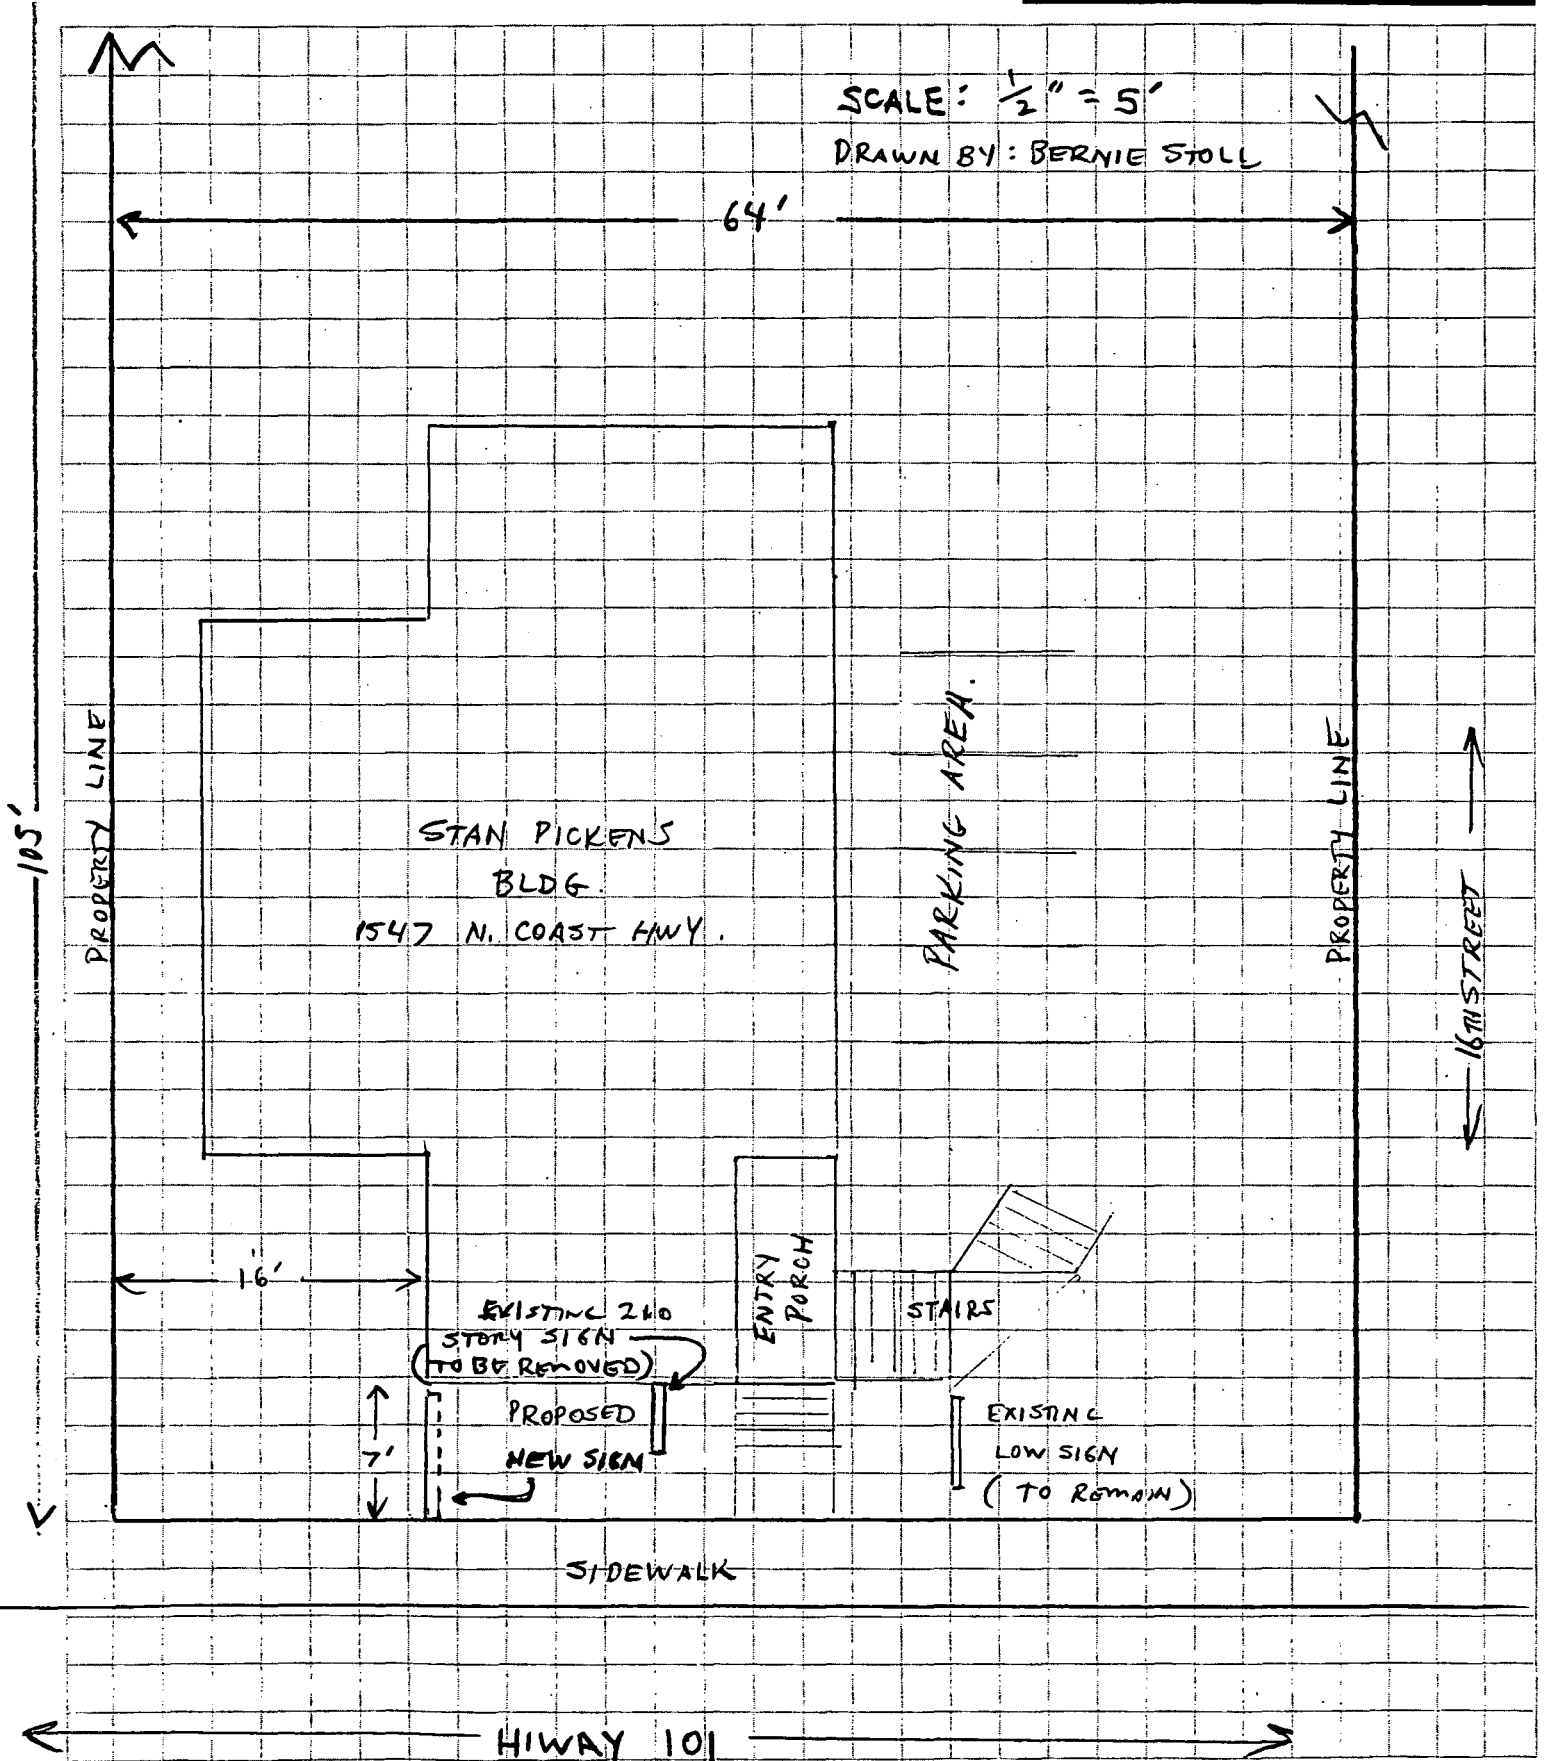 SCALE: 1/2" = 5'
DRAWN BY: BERNIE STOLL
64'
PROPERTY LINE
105'
STAN PICKENS
BLDG.
1547 N. COAST HWY.
PARKING AREA.
PROPERTY LINE
16TH STREET
16'
EXISTING 2ND
STORY SIGN
(TO BE REMOVED)
ENTRY
PORCH
STAIRS
7'
PROPOSED
NEW SIGN
EXISTING
LOW SIGN
(TO REMAIN)
SIDEWALK
HIWAY 101